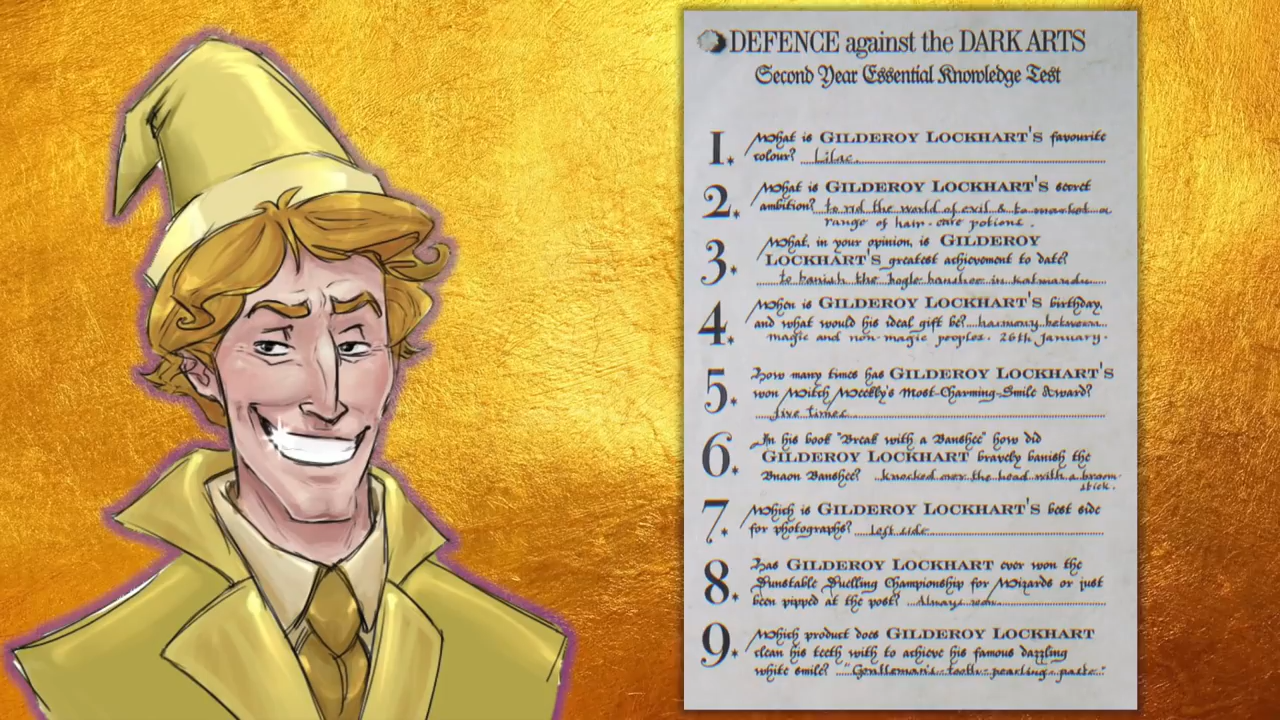 DEFENCE against the DARK ARTS
Second Year Essential Knowledge Test
1. What is GILDEROY LOCKHART'S favourite
colour? Lilac.
2. What is GILDEROY LOCKHART'S secret
ambition? to rid the world of evil & to market a
range of hair-care potions.
3. What, in your opinion, is GILDEROY
LOCKHART'S greatest achievement to date?
to banish the banshee in
4. When is GILDEROY LOCKHART'S birthday,
and what would his ideal gift be? harmony between
magic and non-magic peoples. 26th January.
5. How many times has GILDEROY LOCKHART'S
won Witch Weekly's Most-Charming-Smile Award?
five times
6. In his book "Break with a Banshee" how did
GILDEROY LOCKHART bravely banish the
Banshee? knocked over the head with a broom
stick.
7. Which is GILDEROY LOCKHART'S best side
for photographs? left side
8. Has GILDEROY LOCKHART ever won the
Dunstable Duelling Championship for Wizards or just
been pipped at the post? Always won.
9. Which product does GILDEROY LOCKHART
clean his teeth with to achieve his famous dazzling
white smile? "Gentleman's tooth-pearling-paste."